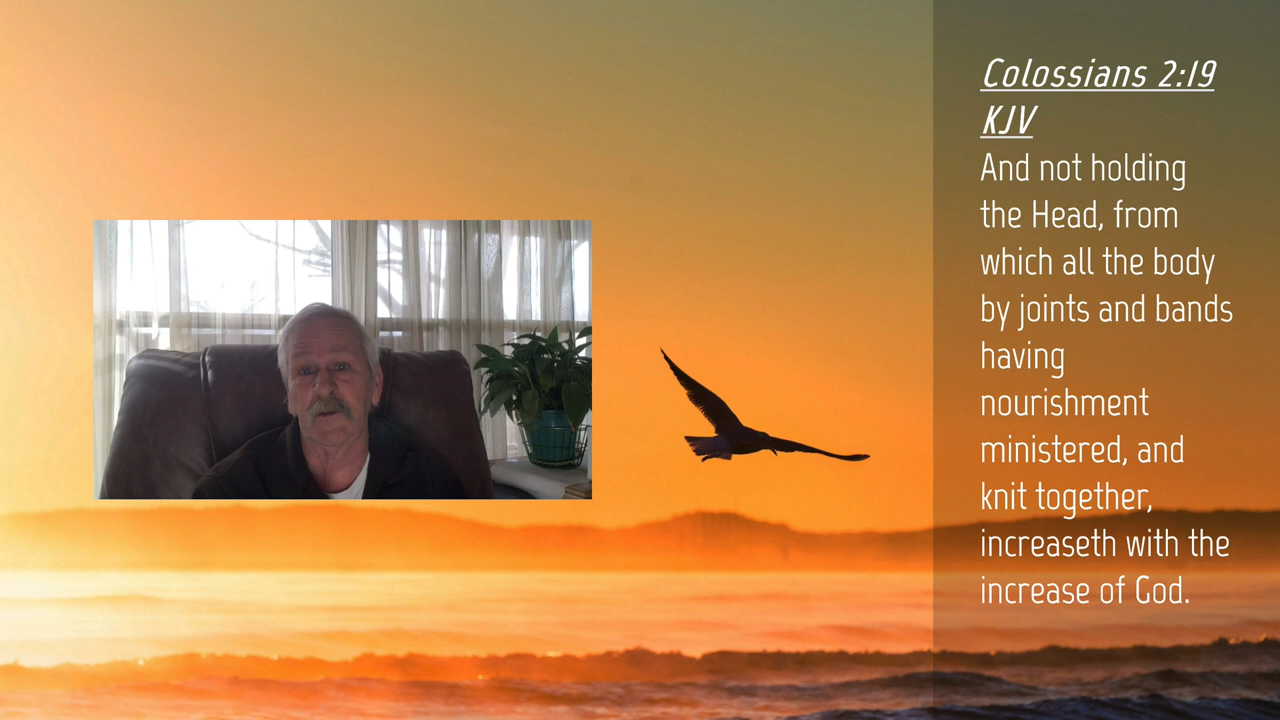 Colossians 2:19
KJV
And not holding
the Head, from
which all the body
by joints and bands
having
nourishment
ministered, and
knit together,
increaseth with the
increase of God.